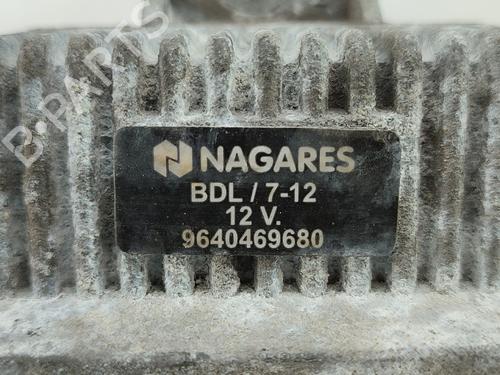 B-PARTS
NAGARES
BDL / 7-12
12 V.
9640469680